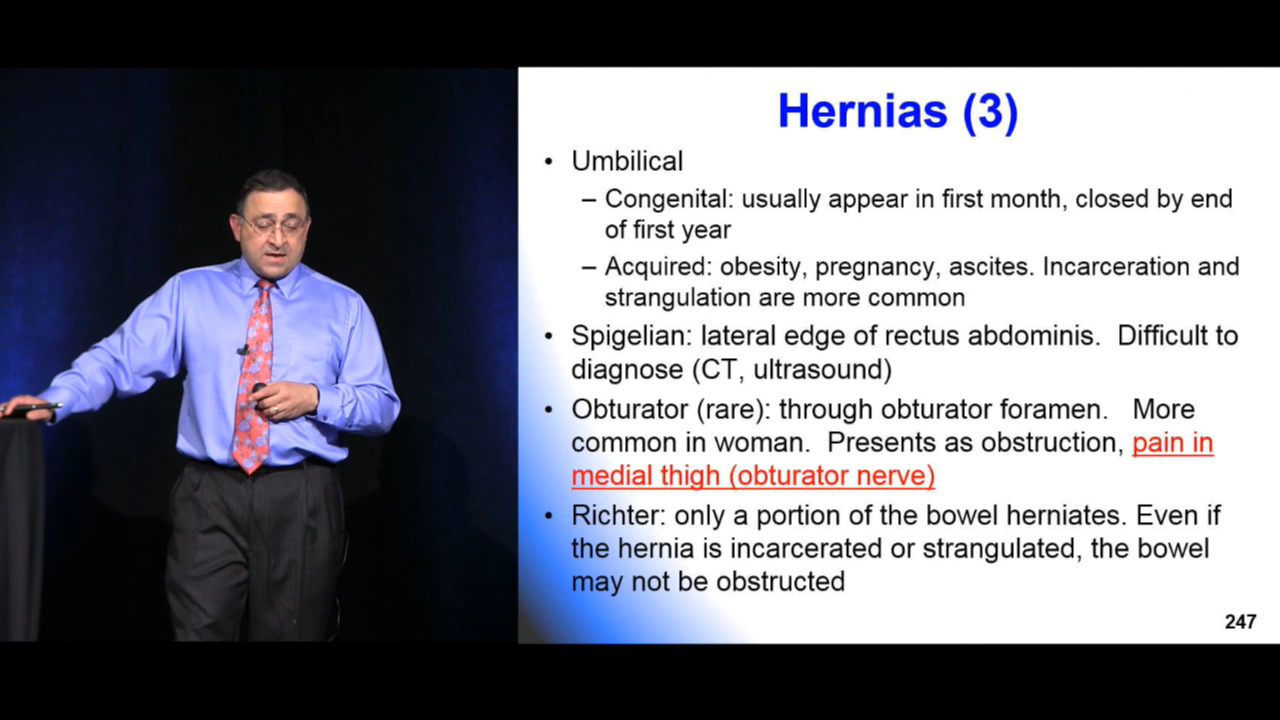 Hernias (3)
• Umbilical
– Congenital: usually appear in first month, closed by end
of first year
– Acquired: obesity, pregnancy, ascites. Incarceration and
strangulation are more common
• Spigelian: lateral edge of rectus abdominis. Difficult to
diagnose (CT, ultrasound)
• Obturator (rare): through obturator foramen. More
common in woman. Presents as obstruction, pain in
medial thigh (obturator nerve)
• Richter: only a portion of the bowel herniates. Even if
the hernia is incarcerated or strangulated, the bowel
may not be obstructed
247